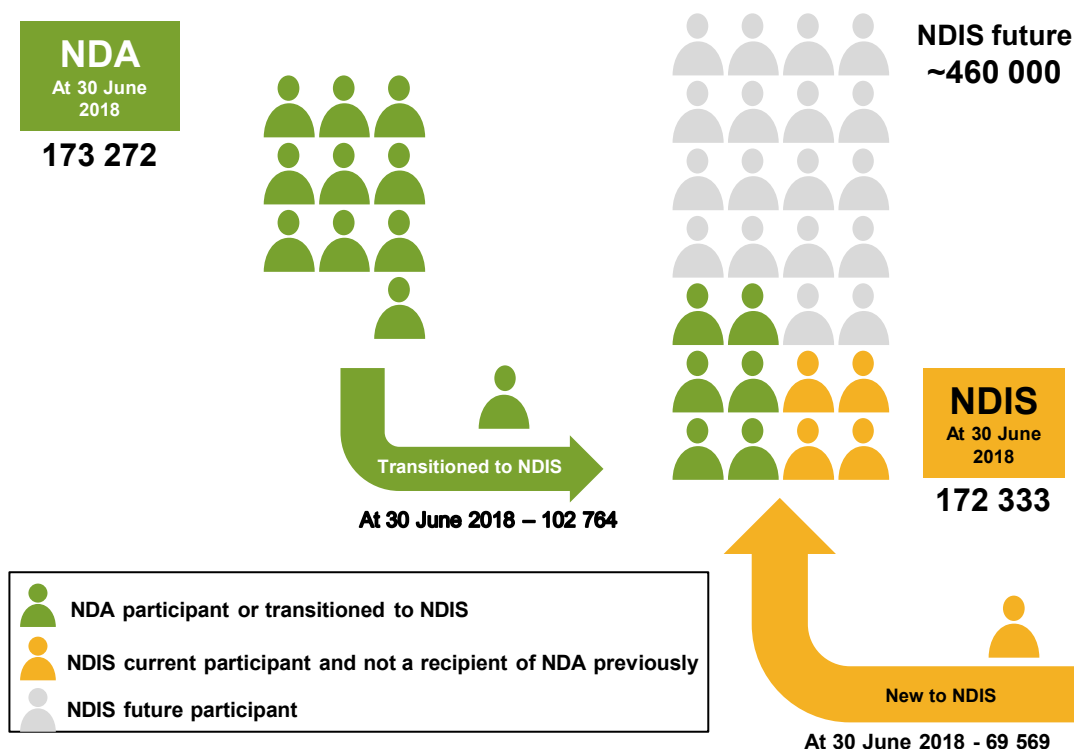 NDA
At 30 June
2018
173 272
NDIS future
~460 000
Transitioned to NDIS
At 30 June 2018 – 102 764
NDIS
At 30 June
2018
172 333
NDA participant or transitioned to NDIS
NDIS current participant and not a recipient of NDA previously
NDIS future participant
New to NDIS
At 30 June 2018 - 69 569